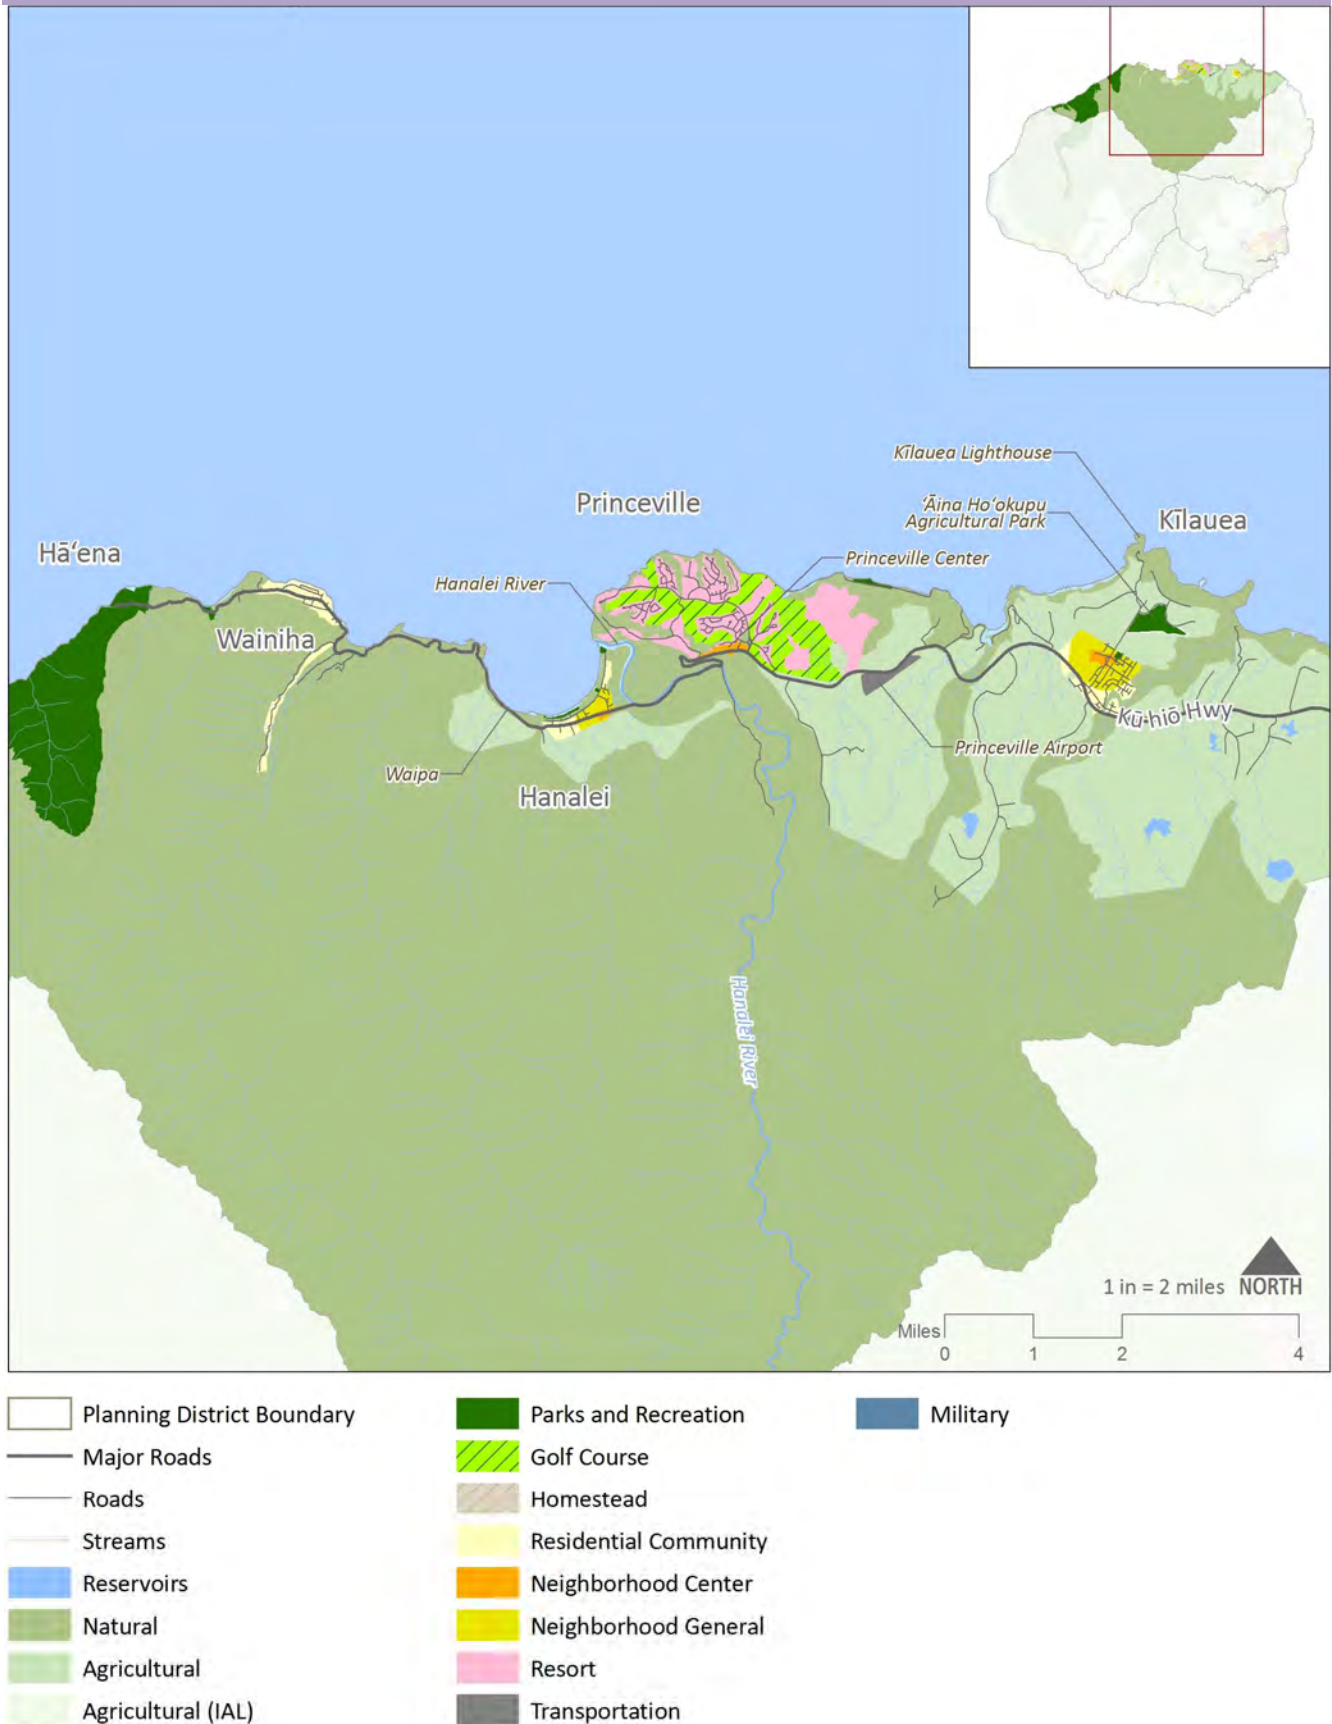 Kīlauea Lighthouse
ʻĀina Hoʻokupu
Agricultural Park
Kīlauea
Princeville
Princeville Center
Hāʻena
Hanalei River
Wainiha
Kūhiō Hwy
Princeville Airport
Waipa
Hanalei
Hanalei River
1 in = 2 miles
NORTH
Miles
0 1 2 4
Planning District Boundary
Major Roads
Roads
Streams
Reservoirs
Natural
Agricultural
Agricultural (IAL)
Parks and Recreation
Golf Course
Homestead
Residential Community
Neighborhood Center
Neighborhood General
Resort
Transportation
Military